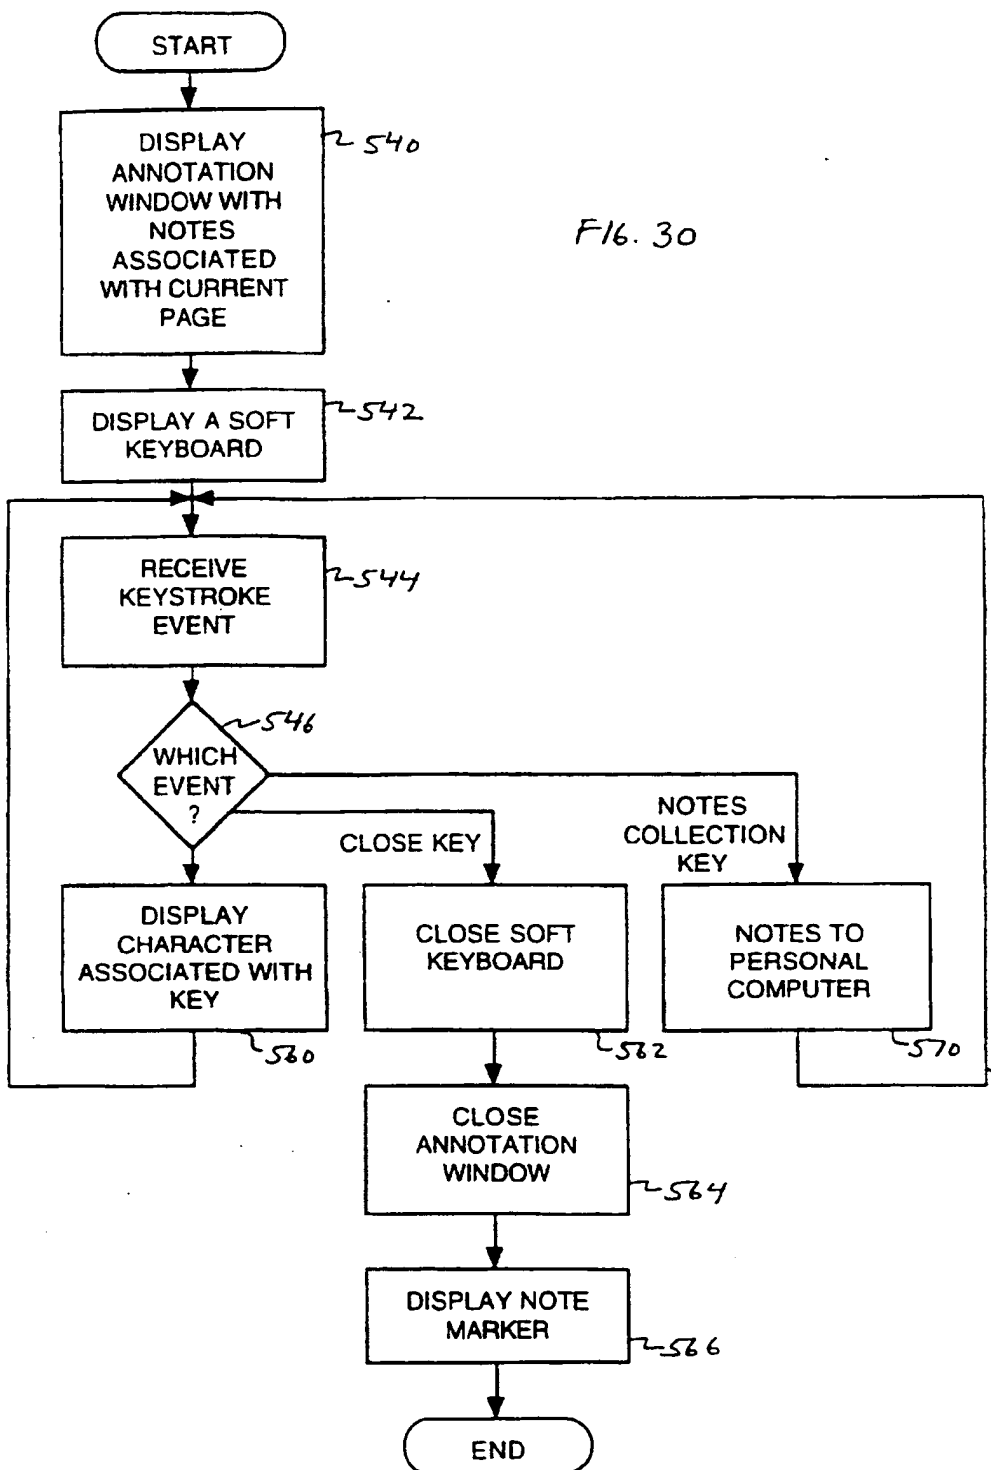 START
DISPLAY
ANNOTATION
WINDOW WITH
NOTES
ASSOCIATED
WITH CURRENT
PAGE
540
FIG. 30
DISPLAY A SOFT
KEYBOARD
542
RECEIVE
KEYSTROKE
EVENT
544
546
WHICH
EVENT
?
CLOSE KEY
NOTES
COLLECTION
KEY
DISPLAY
CHARACTER
ASSOCIATED WITH
KEY
560
CLOSE SOFT
KEYBOARD
562
NOTES TO
PERSONAL
COMPUTER
570
CLOSE
ANNOTATION
WINDOW
564
DISPLAY NOTE
MARKER
566
END